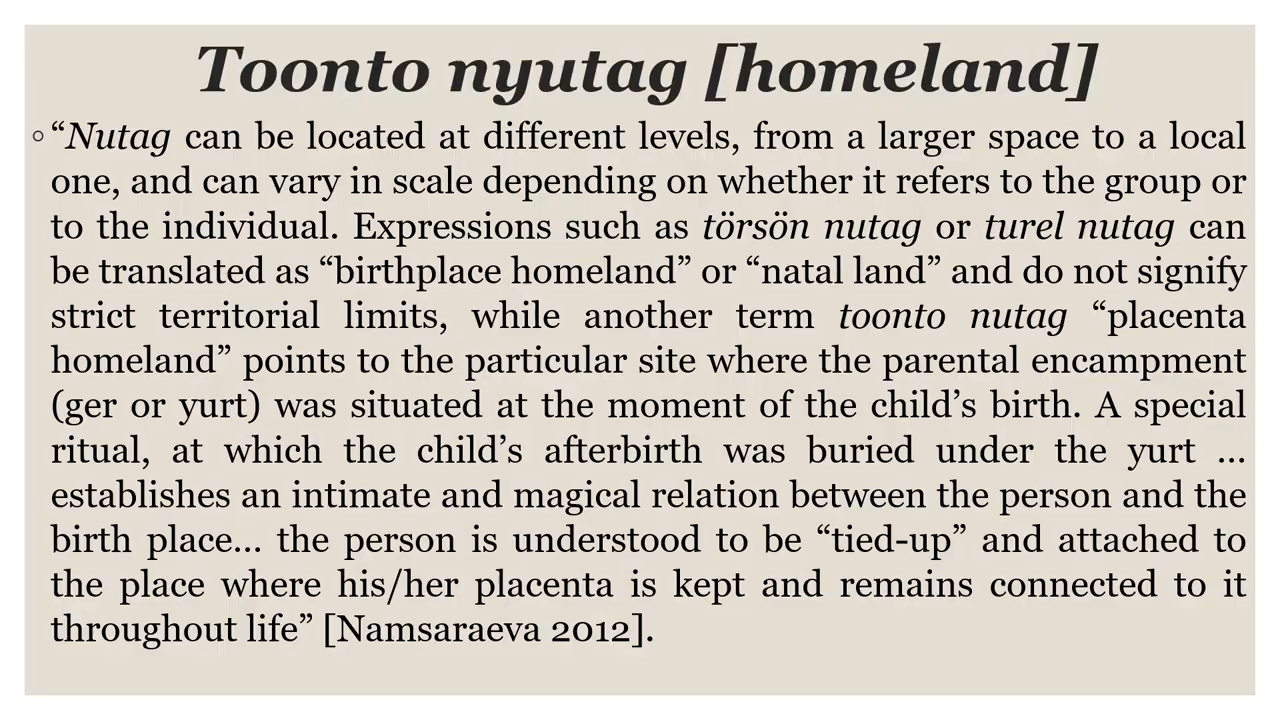 Toonto nyutag [homeland]
◦“Nutag can be located at different levels, from a larger space to a local
one, and can vary in scale depending on whether it refers to the group or
to the individual. Expressions such as törsön nutag or turel nutag can
be translated as “birthplace homeland” or “natal land” and do not signify
strict territorial limits, while another term toonto nutag “placenta
homeland” points to the particular site where the parental encampment
(ger or yurt) was situated at the moment of the child’s birth. A special
ritual, at which the child’s afterbirth was buried under the yurt …
establishes an intimate and magical relation between the person and the
birth place… the person is understood to be “tied-up” and attached to
the place where his/her placenta is kept and remains connected to it
throughout life” [Namsaraeva 2012].